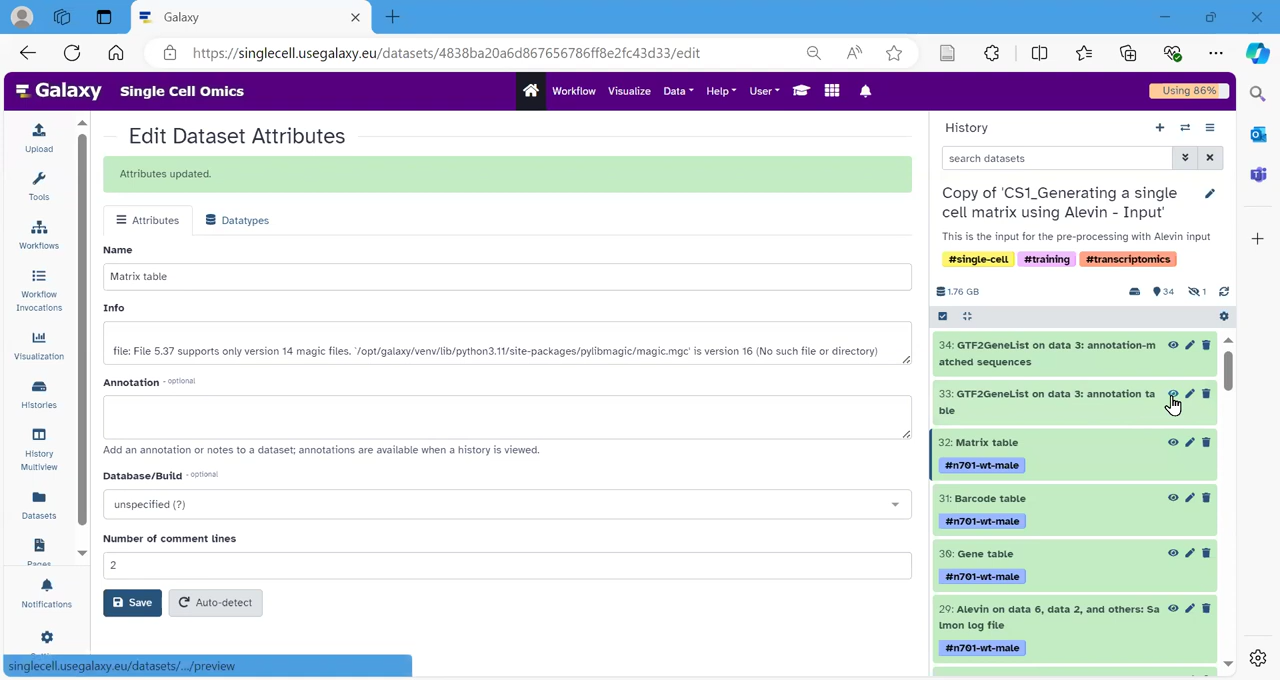 Galaxy
https://singlecell.usegalaxy.eu/datasets/4838ba20a6d867656786ff8e2fc43d33/edit
Galaxy Single Cell Omics
Workflow Visualize Data Help User
Using 86%
Upload
Tools
Workflows
Workflow
Invocations
Visualization
Histories
History
Multiview
Datasets
Pages
Notifications
Edit Dataset Attributes
Attributes updated.
Attributes Datatypes
Name
Matrix table
Info
file: File 5.37 supports only version 14 magic files. `/opt/galaxy/venv/lib/python3.11/site-packages/pylibmagic/magic.mgc' is version 16 (No such file or directory)
Annotation - optional
Add an annotation or notes to a dataset; annotations are available when a history is viewed.
Database/Build - optional
unspecified (?)
Number of comment lines
2
Save Auto-detect
singlecell.usegalaxy.eu/datasets/.../preview
History
search datasets
Copy of 'CS1_Generating a single
cell matrix using Alevin - Input'
This is the input for the pre-processing with Alevin input
#single-cell #training #transcriptomics
1.76 GB 34 1
34: GTF2GeneList on data 3: annotation-m
atched sequences
33: GTF2GeneList on data 3: annotation ta
ble
32: Matrix table
#n701-wt-male
31: Barcode table
#n701-wt-male
30: Gene table
#n701-wt-male
29: Alevin on data 6, data 2, and others: Sa
lmon log file
#n701-wt-male